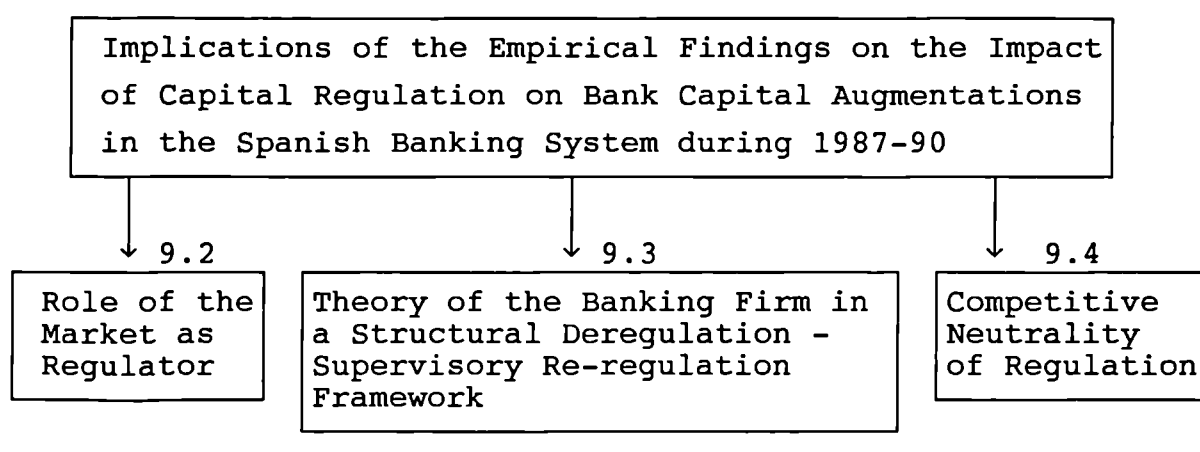 Implications of the Empirical Findings on the Impact
of Capital Regulation on Bank Capital Augmentations
in the Spanish Banking System during 1987-90
9.2
Role of the
Market as
Regulator
9.3
Theory of the Banking Firm in
a Structural Deregulation -
Supervisory Re-regulation
Framework
9.4
Competitive
Neutrality
of Regulation